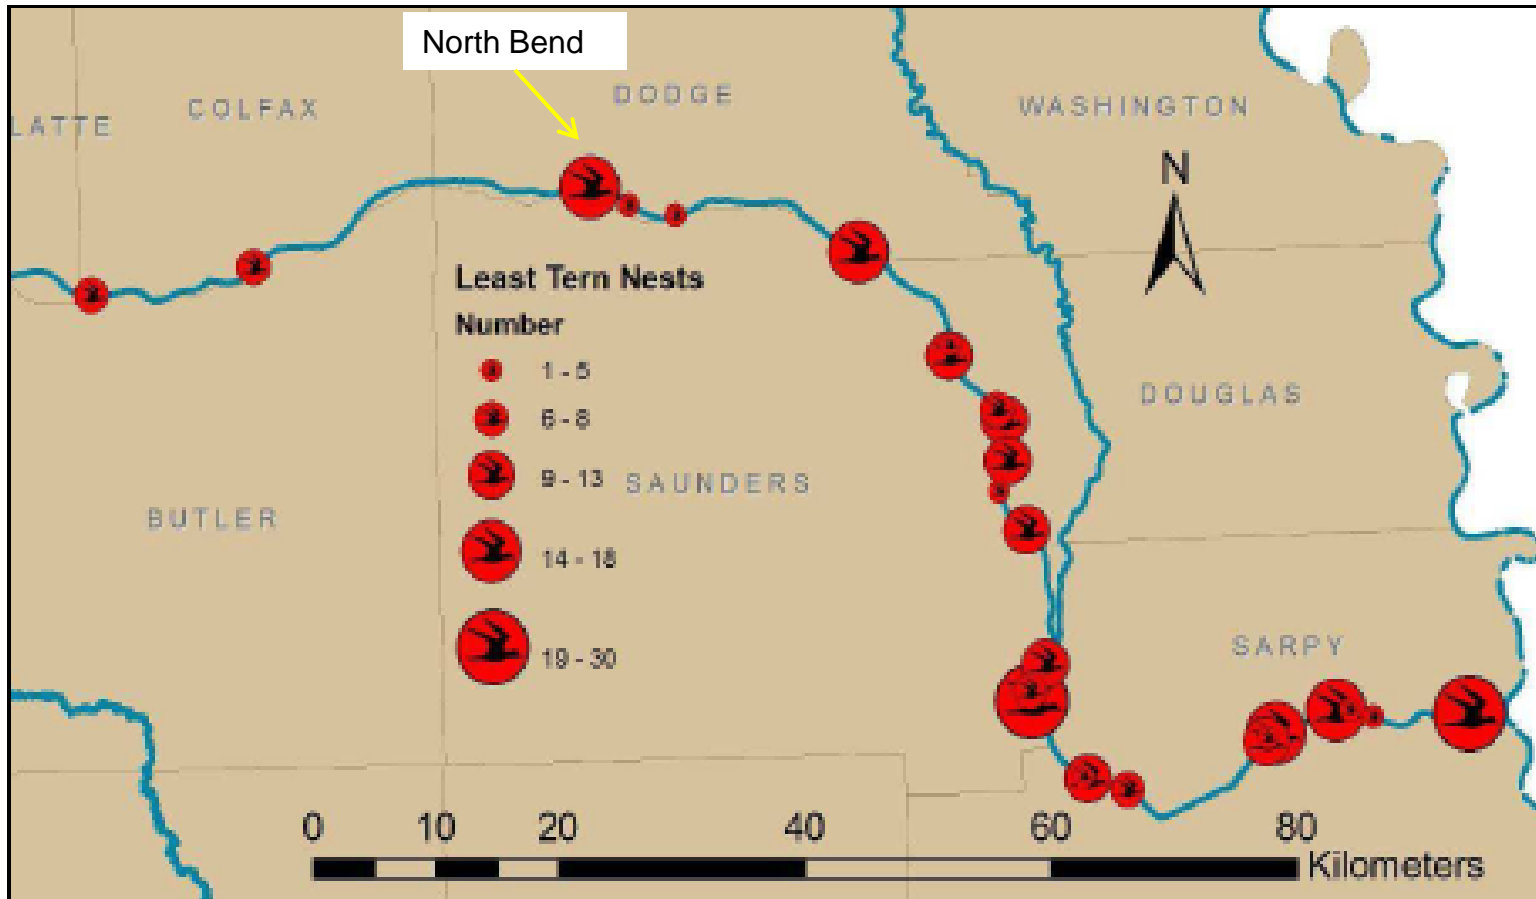 North Bend
DODGE
COLFAX
WASHINGTON
LATTE
N
Least Tern Nests
Number
1 - 5
6 - 8
9 - 13
14 - 18
19 - 30
DOUGLAS
SAUNDERS
BUTLER
SARPY
0 10 20 40 60 80
Kilometers